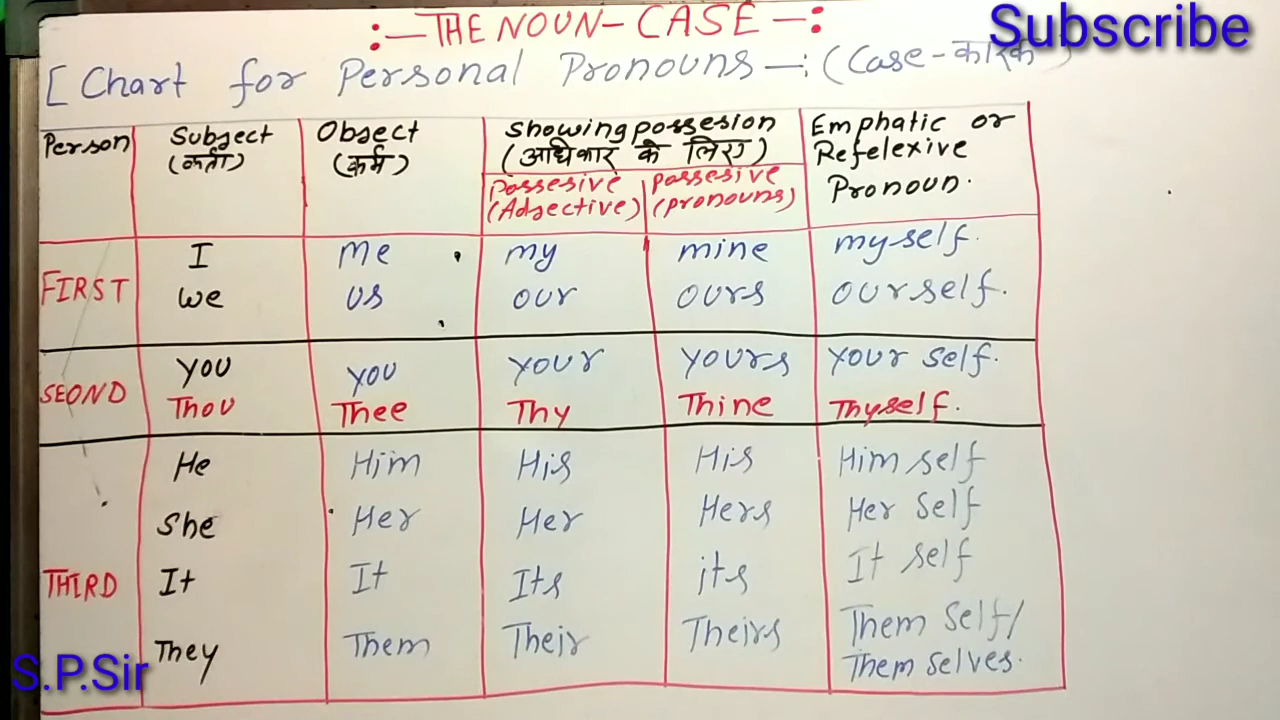 :— THE NOUN - CASE —:
Subscribe
[ Chart for Personal Pronouns —: (Case - कारक)
Person Subject Object Showing possesion Emphatic or
(कर्ता) (कर्म) (अधिकार के लिए) Refelexive
Possesive possesive Pronoun.
(Adjective) (pronouns)
I me my mine my self.
FIRST we us our ours our self.
you you your yours your self.
SEOND Thou Thee Thy Thine Thyself.
He Him His His Him self
She Her Her Hers Her self
THIRD It It Its its It self
They Them Their Theirs Them self/
Them selves.
S.P.Sir